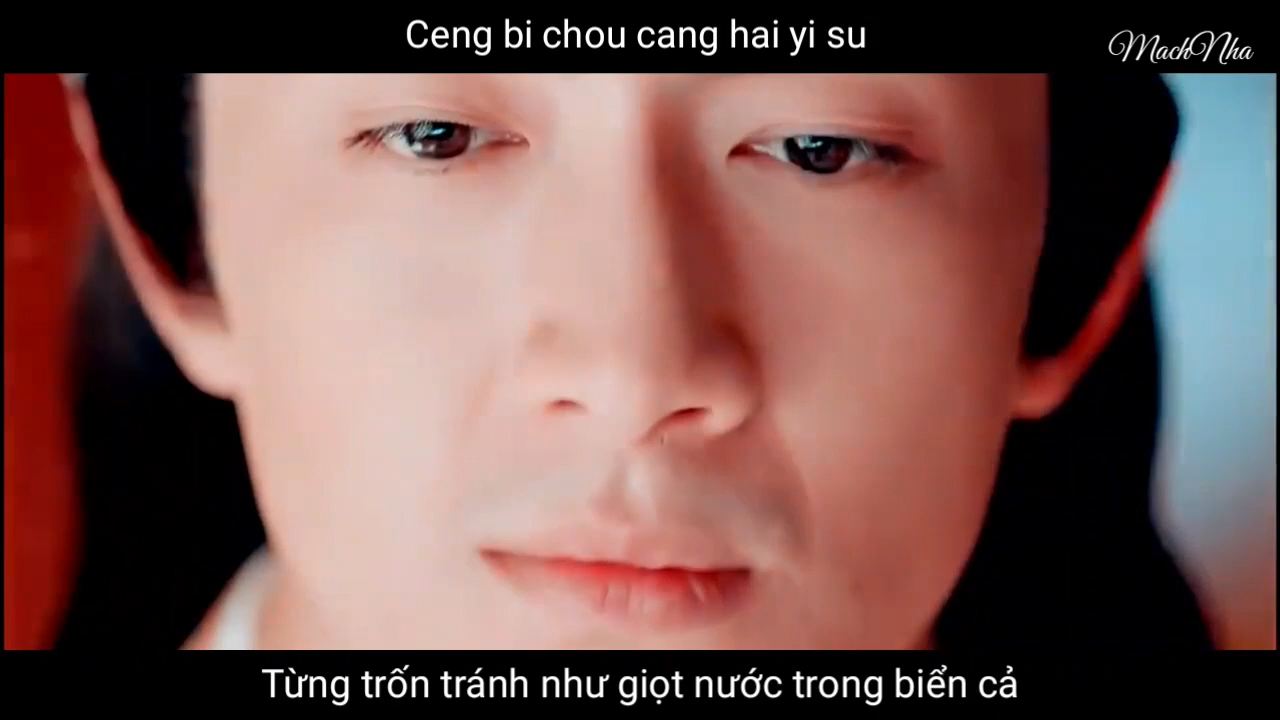 Ceng bi chou cang hai yi su
MachNha
Từng trốn tránh như giọt nước trong biển cả